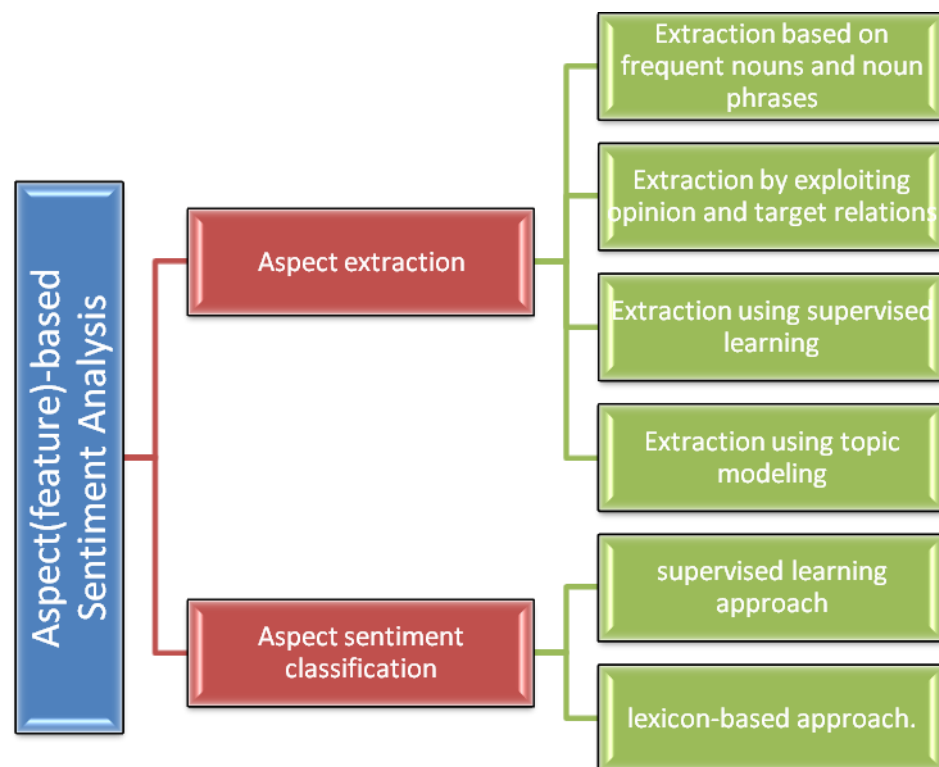 Aspect(feature)-based
Sentiment Analysis
Aspect extraction
Extraction based on
frequent nouns and noun
phrases
Extraction by exploiting
opinion and target relations
Extraction using supervised
learning
Extraction using topic
modeling
Aspect sentiment
classification
supervised learning
approach
lexicon-based approach.